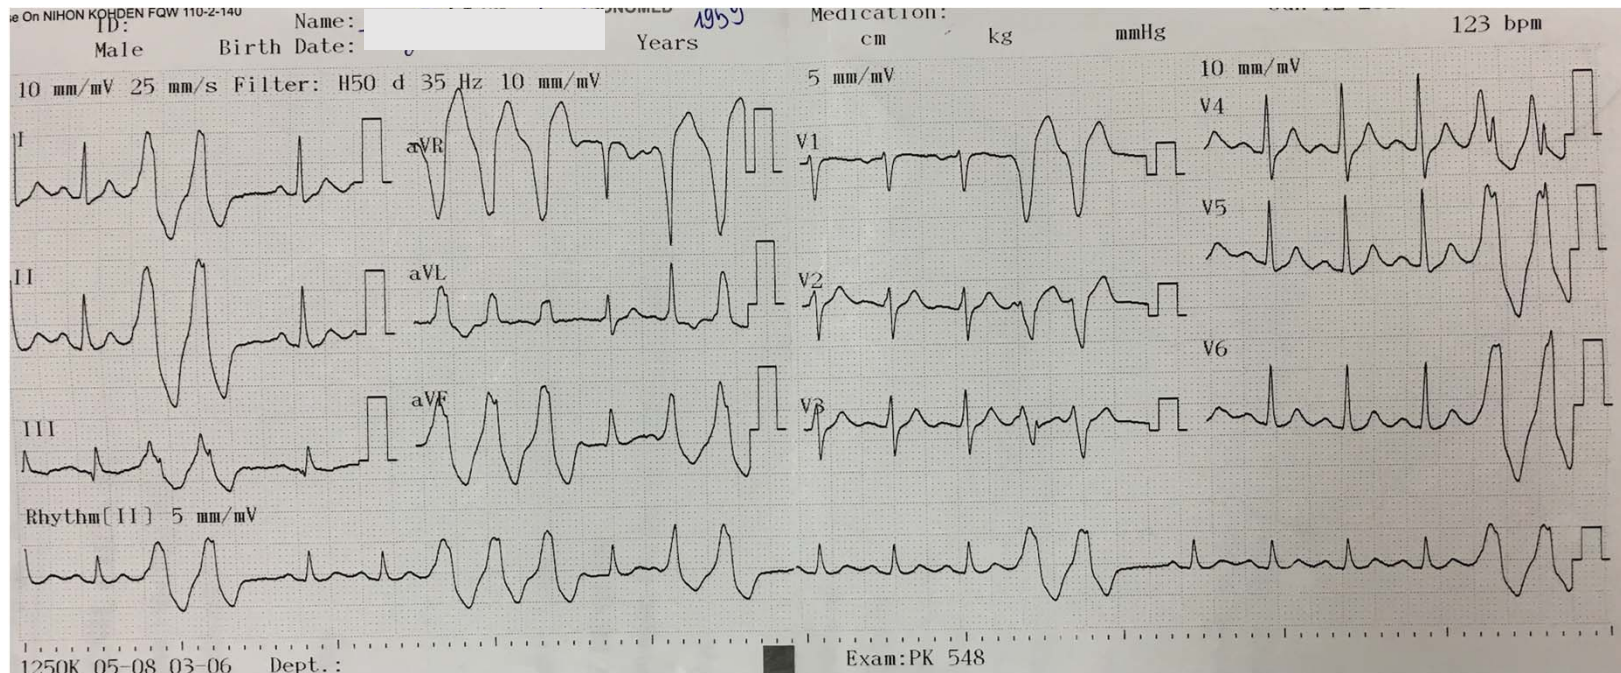 se On NIHON KOHDEN FQW 110-2-140
ID: Name: 1959 Medication: 123 bpm
Male Birth Date: Years cm kg mmHg
10 mm/mV 25 mm/s Filter: H50 d 35 Hz 10 mm/mV 5 mm/mV 10 mm/mV
I aVR V1 V4
II aVL V2 V5
III aVF V3 V6
Rhythm[II] 5 mm/mV
1250K 05-08 03-06 Dept.: Exam:PK 548